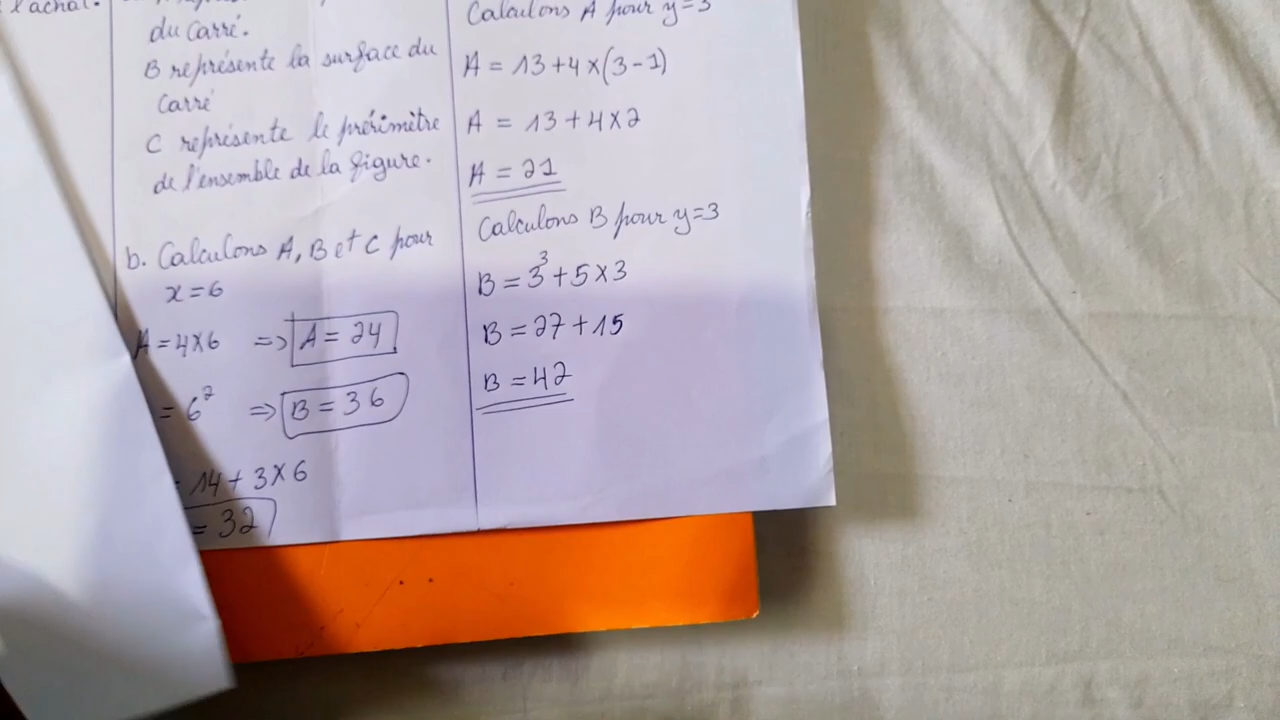 l'achat.
du Carré.
B représente la surface du
Carré
C représente le prérimètre
de l'ensemble de la figure.
b. Calculons A, B et C pour
x=6
A = 4×6 => A = 24
= 6² => B = 36
= 14 + 3×6
= 32
Calculons A pour y=3
A = 13+4×(3-1)
A = 13+4×2
A = 21
Calculons B pour y=3
B = 3³+5×3
B = 27+15
B = 42